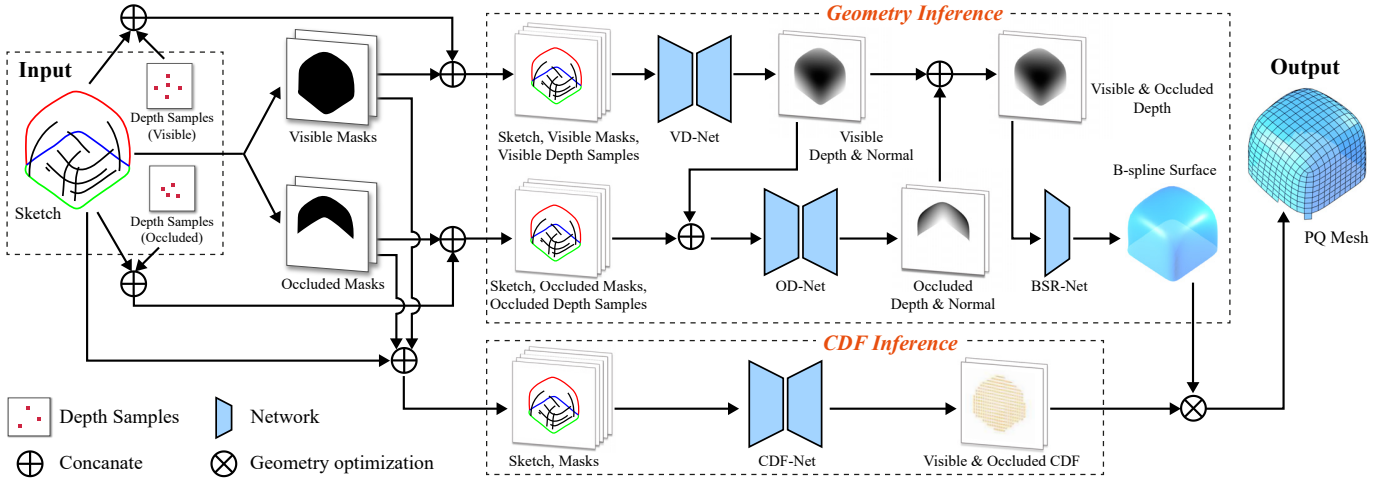 Input
Depth Samples
(Visible)
Sketch
Depth Samples
(Occluded)
Visible Masks
Occluded Masks
Geometry Inference
Sketch, Visible Masks,
Visible Depth Samples
VD-Net
Visible
Depth & Normal
Visible & Occluded
Depth
Sketch, Occluded Masks,
Occluded Depth Samples
OD-Net
Occluded
Depth & Normal
BSR-Net
B-spline Surface
Output
PQ Mesh
CDF Inference
Sketch, Masks
CDF-Net
Visible & Occluded CDF
Depth Samples
Network
Concanate
Geometry optimization